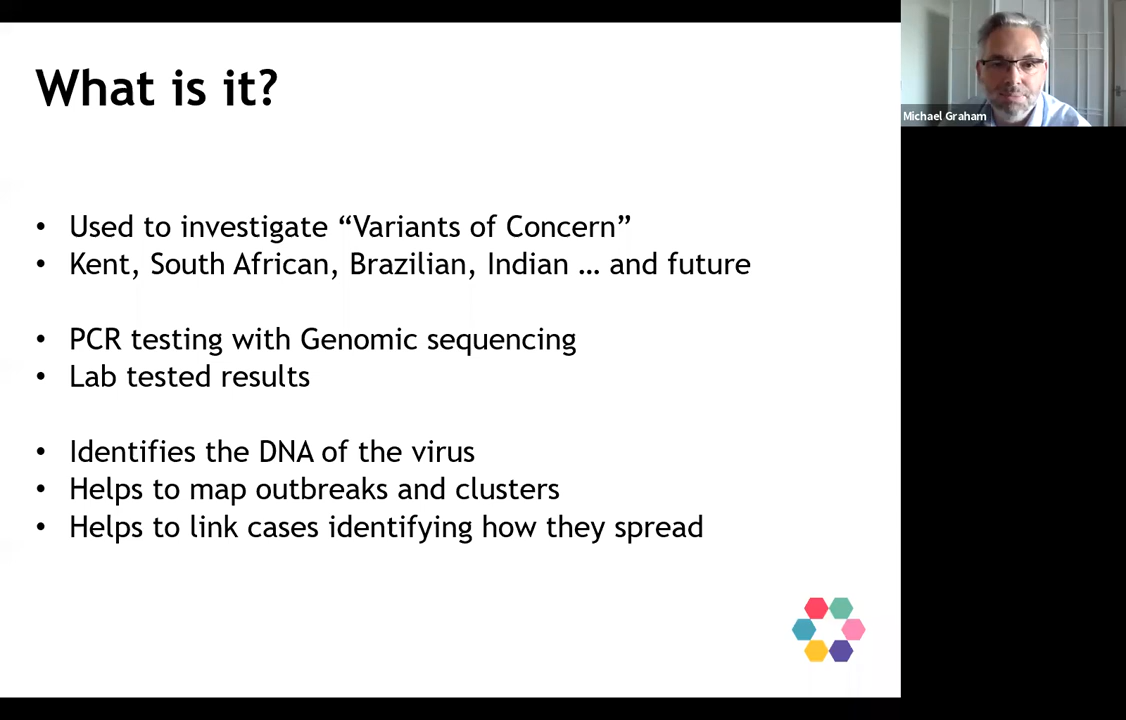 What is it?
• Used to investigate “Variants of Concern”
• Kent, South African, Brazilian, Indian … and future
• PCR testing with Genomic sequencing
• Lab tested results
• Identifies the DNA of the virus
• Helps to map outbreaks and clusters
• Helps to link cases identifying how they spread
Michael Graham